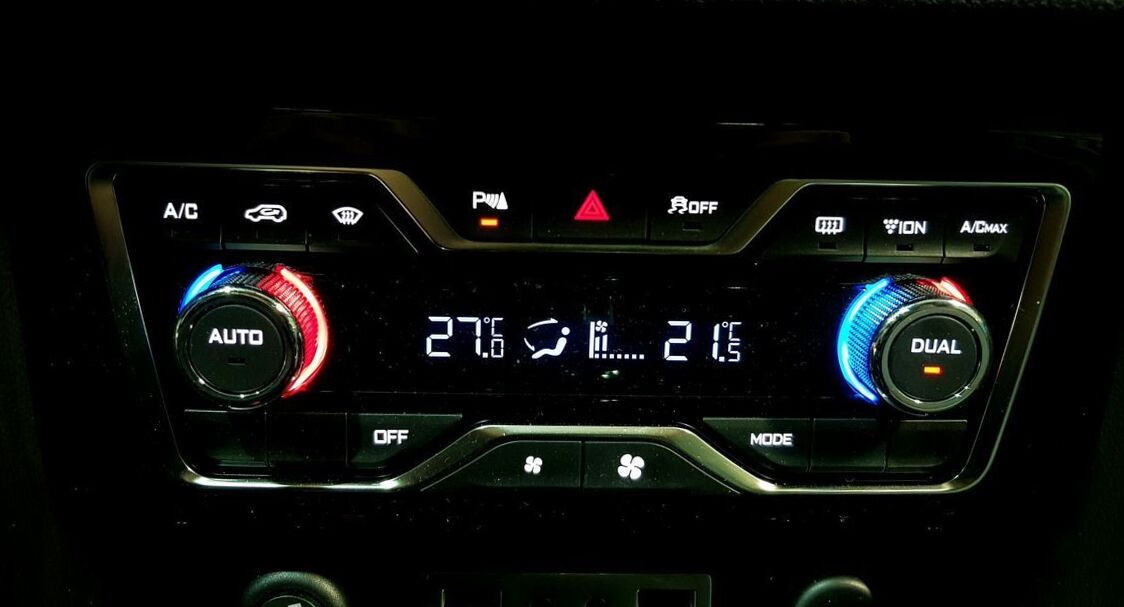 A/C
P
OFF
ION
A/CMAX
AUTO
27.0°C
21.5°C
DUAL
OFF
MODE